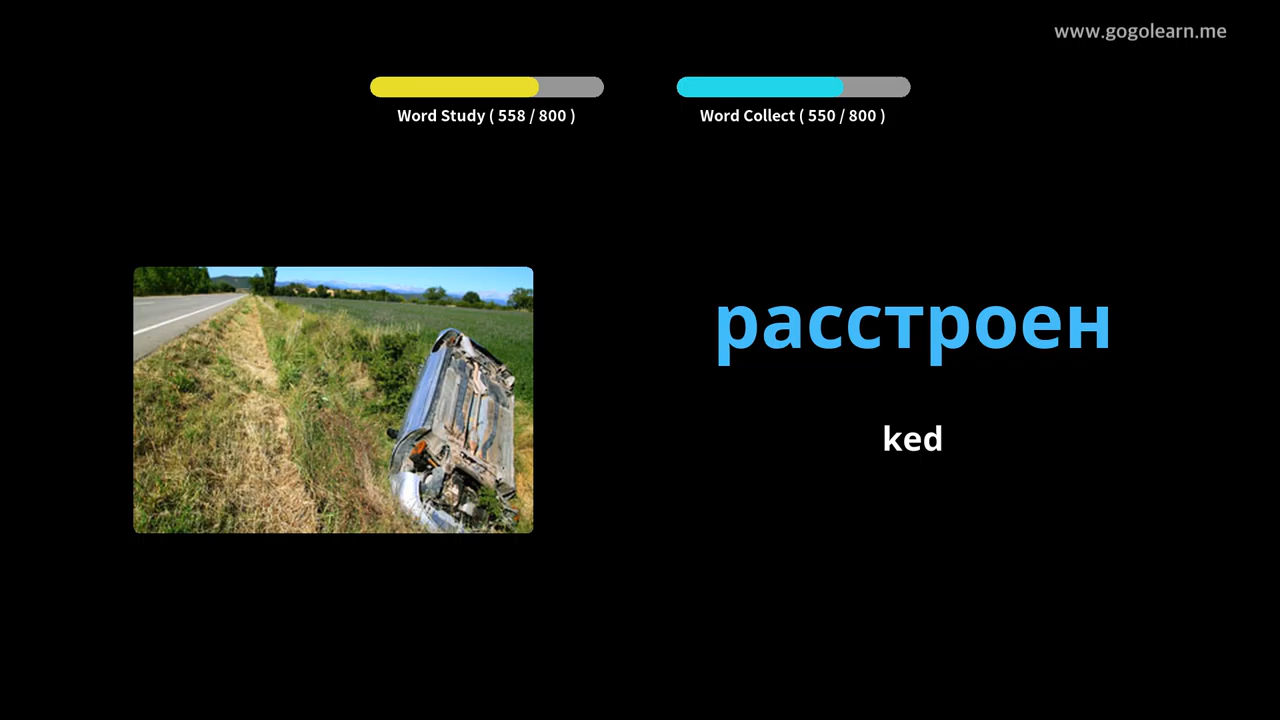 www.gogolearn.me
Word Study ( 558 / 800 )
Word Collect ( 550 / 800 )
расстроен
ked